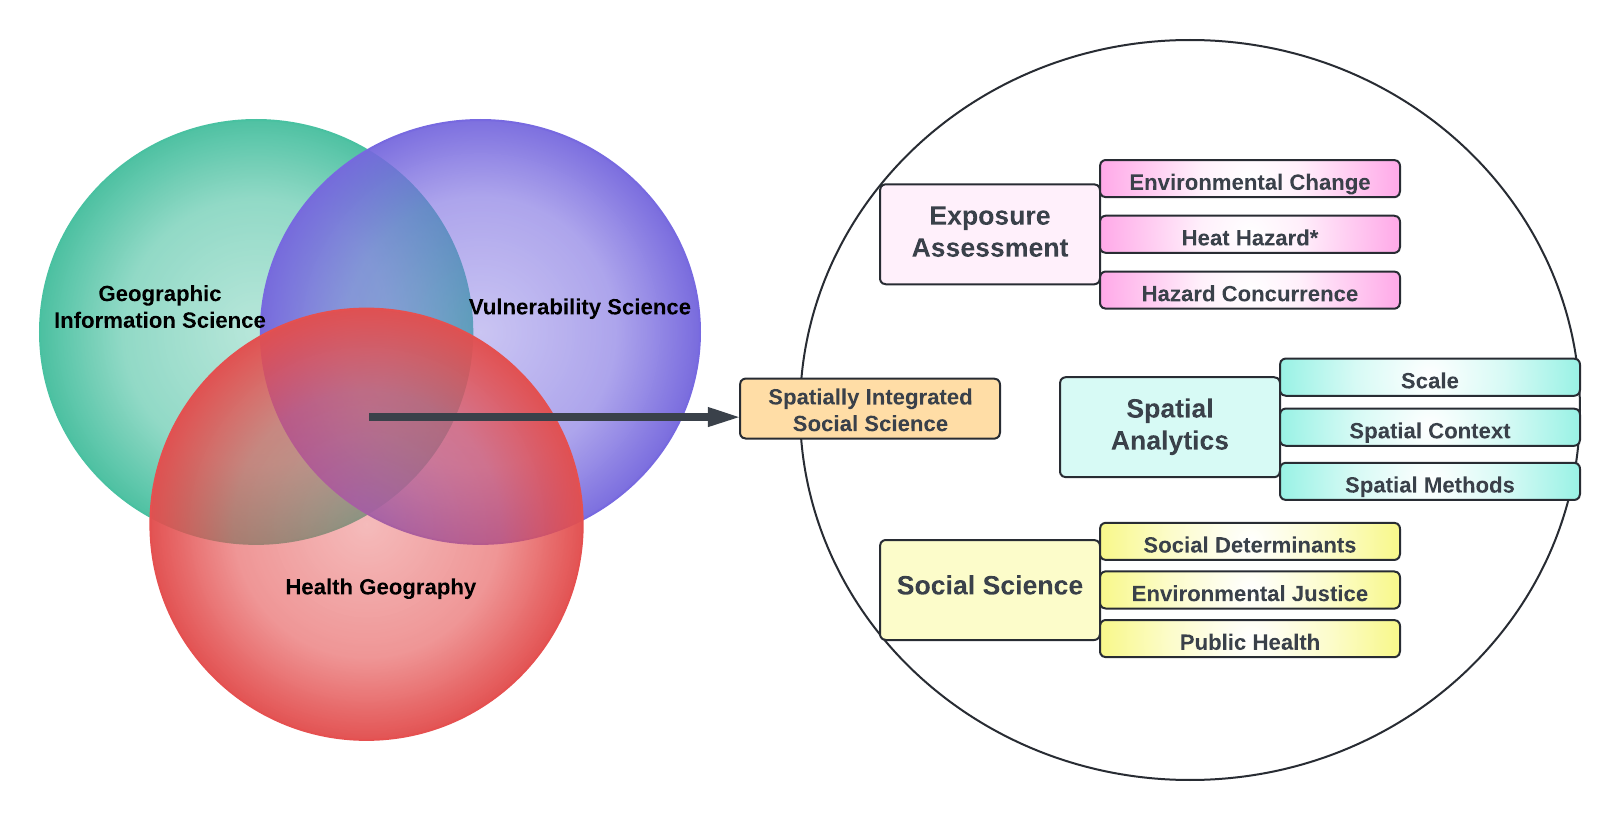 Geographic
Information Science
Vulnerability Science
Health Geography
Spatially Integrated
Social Science
Exposure
Assessment
Environmental Change
Heat Hazard*
Hazard Concurrence
Spatial
Analytics
Scale
Spatial Context
Spatial Methods
Social Science
Social Determinants
Environmental Justice
Public Health